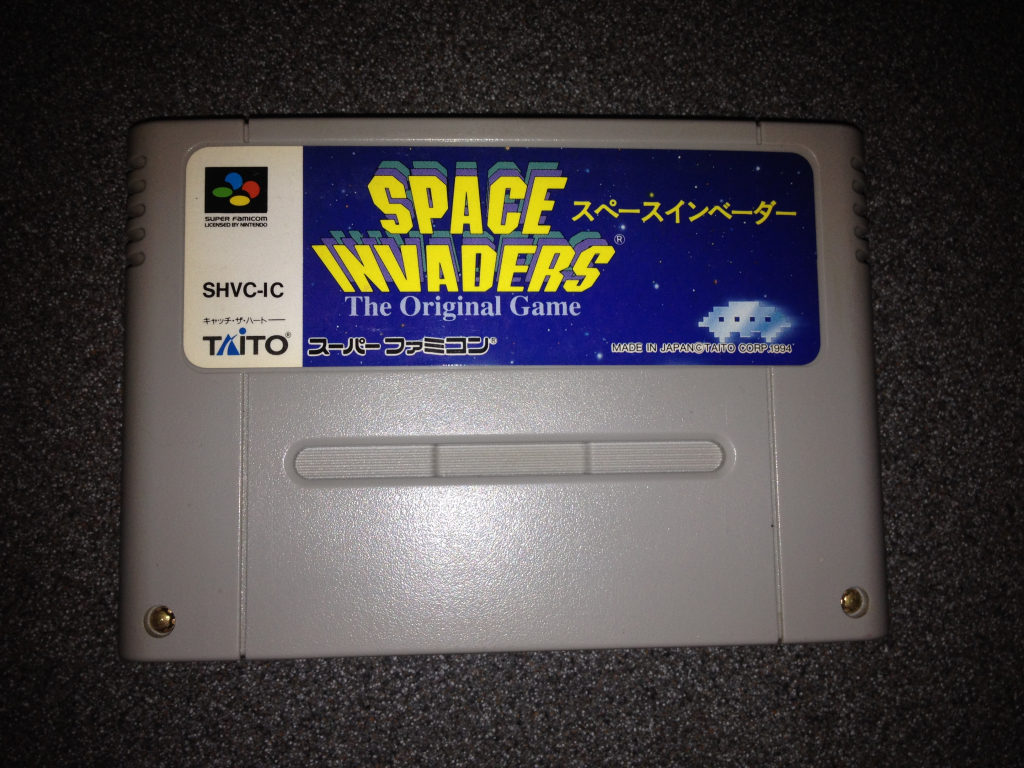 SUPER FAMICOM
LICENSED BY NINTENDO
SHVC-IC
キャッチ・ザ・ハート
TAITO®
SPACE
INVADERS®
The Original Game
スペースインベーダー
スーパーファミコン®
MADE IN JAPAN©TAITO CORP.1994